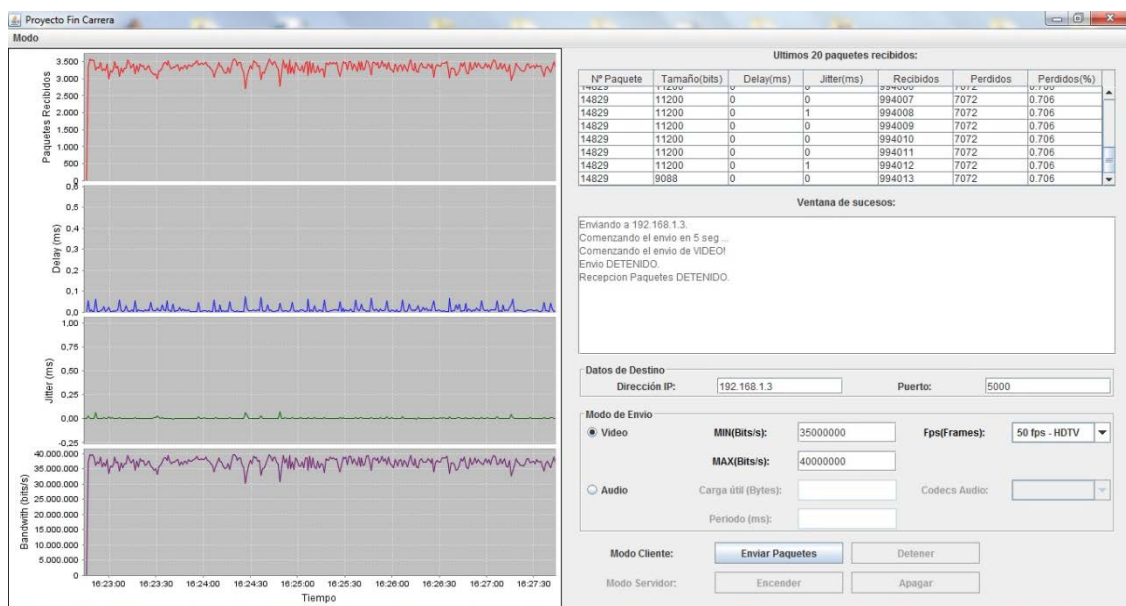 Proyecto Fin Carrera
Modo
Paquetes Recibidos
3.500
3.000
2.500
2.000
1.500
1.000
500
0
Delay (ms)
0,6
0,5
0,4
0,3
0,2
0,1
0,0
Jitter (ms)
1,00
0,75
0,50
0,25
0,00
-0,25
Bandwith (bits/s)
40.000.000
35.000.000
30.000.000
25.000.000
20.000.000
15.000.000
10.000.000
5.000.000
0
16:23:00 16:23:30 16:24:00 16:24:30 16:25:00 16:25:30 16:26:00 16:26:30 16:27:00 16:27:30
Tiempo
Ultimos 20 paquetes recibidos:
Nº Paquete Tamaño(bits) Delay(ms) Jitter(ms) Recibidos Perdidos Perdidos(%)
14829 11200 0 0 994006 7072 0.706
14829 11200 0 0 994007 7072 0.706
14829 11200 0 1 994008 7072 0.706
14829 11200 0 0 994009 7072 0.706
14829 11200 0 0 994010 7072 0.706
14829 11200 0 0 994011 7072 0.706
14829 11200 0 1 994012 7072 0.706
14829 9088 0 0 994013 7072 0.706
Ventana de sucesos:
Enviando a 192.168.1.3.
Comenzando el envio en 5 seg ...
Comenzando el envio de VIDEO!
Envio DETENIDO.
Recepcion Paquetes DETENIDO.
Datos de Destino
Dirección IP: 192.168.1.3 Puerto: 5000
Modo de Envio
Video MIN(Bits/s): 35000000 Fps(Frames): 50 fps - HDTV
MAX(Bits/s): 40000000
Audio Carga útil (Bytes): Codecs Audio:
Periodo (ms):
Modo Cliente: Enviar Paquetes Detener
Modo Servidor: Encender Apagar